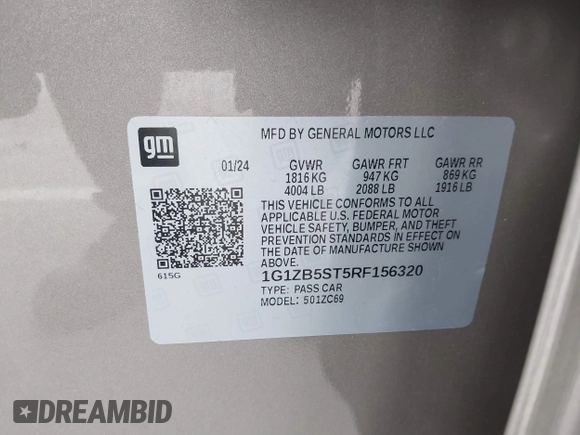 gm
MFD BY GENERAL MOTORS LLC
01/24 GVWR GAWR FRT GAWR RR
1816 KG 947 KG 869 KG
4004 LB 2088 LB 1916 LB
THIS VEHICLE CONFORMS TO ALL
APPLICABLE U.S. FEDERAL MOTOR
VEHICLE SAFETY, BUMPER, AND THEFT
PREVENTION STANDARDS IN EFFECT ON
THE DATE OF MANUFACTURE SHOWN
ABOVE.
615G
1G1ZB5ST5RF156320
TYPE: PASS CAR
MODEL: 501ZC69
DREAMBID